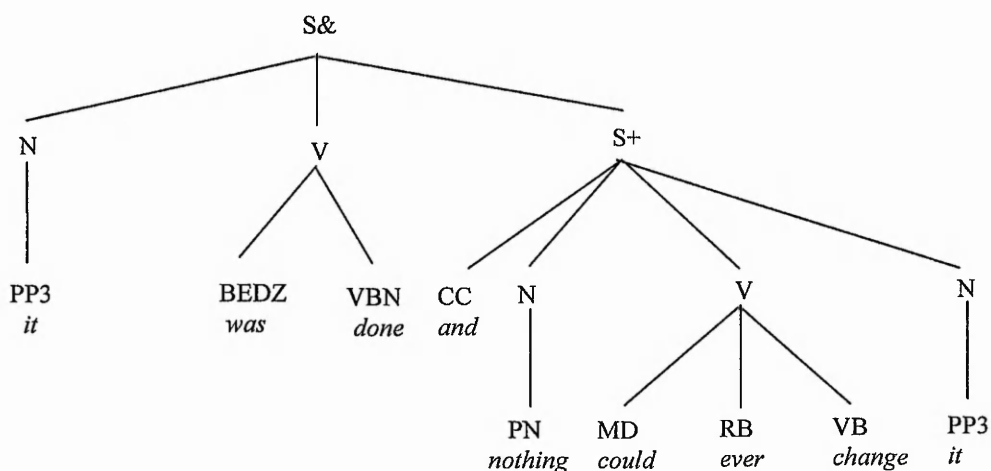 S&
N V S+
PP3 BEDZ VBN CC N V N
it was done and
PN MD RB VB PP3
nothing could ever change it